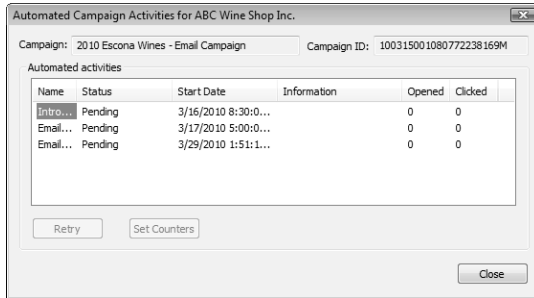 Automated Campaign Activities for ABC Wine Shop Inc.
Campaign: 2010 Escona Wines - Email Campaign Campaign ID: 100315001080772238169M
Automated activities
Name Status Start Date Information Opened Clicked
Intro... Pending 3/16/2010 8:30:0... 0 0
Email... Pending 3/17/2010 5:00:0... 0 0
Email... Pending 3/29/2010 1:51:1... 0 0
Retry Set Counters
Close